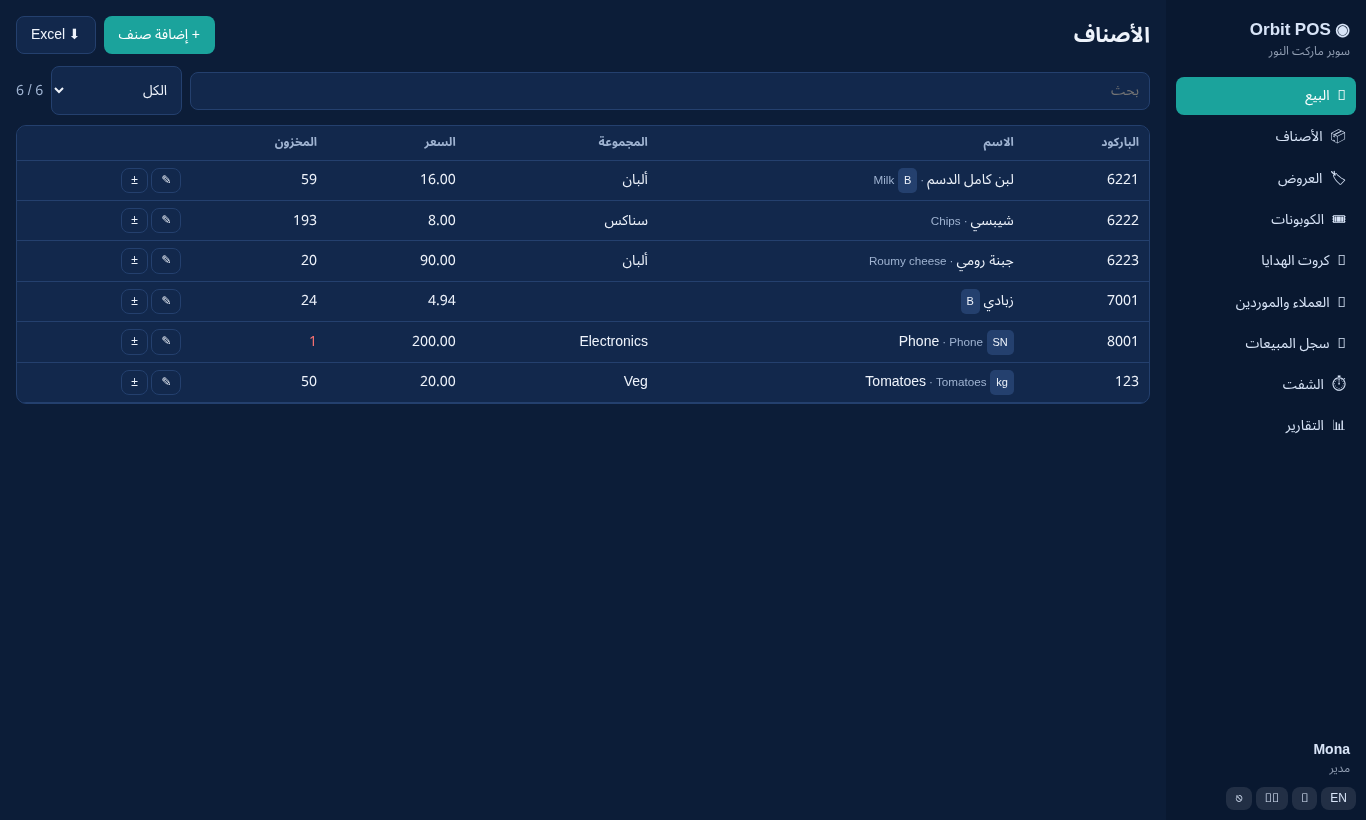 ◉ Orbit POS
سوبر ماركت النور
البيع
📦 الأصناف
🏷 العروض
🎟 الكوبونات
كروت الهدايا
العملاء والموردين
سجل المبيعات
⏱ الشفت
📊 التقارير
Mona
مدير
EN
الأصناف
+ إضافة صنف
⬇ Excel
بحث
الكل
6 / 6
الباركود الاسم المجموعة السعر المخزون
6221 لبن كامل الدسم · Milk B ألبان 16.00 59 ✎ ±
6222 شيبسي · Chips سناكس 8.00 193 ✎ ±
6223 جبنة رومي · Roumy cheese ألبان 90.00 20 ✎ ±
7001 زبادي B 4.94 24 ✎ ±
8001 Phone · Phone SN Electronics 200.00 1 ✎ ±
123 Tomatoes · Tomatoes kg Veg 20.00 50 ✎ ±